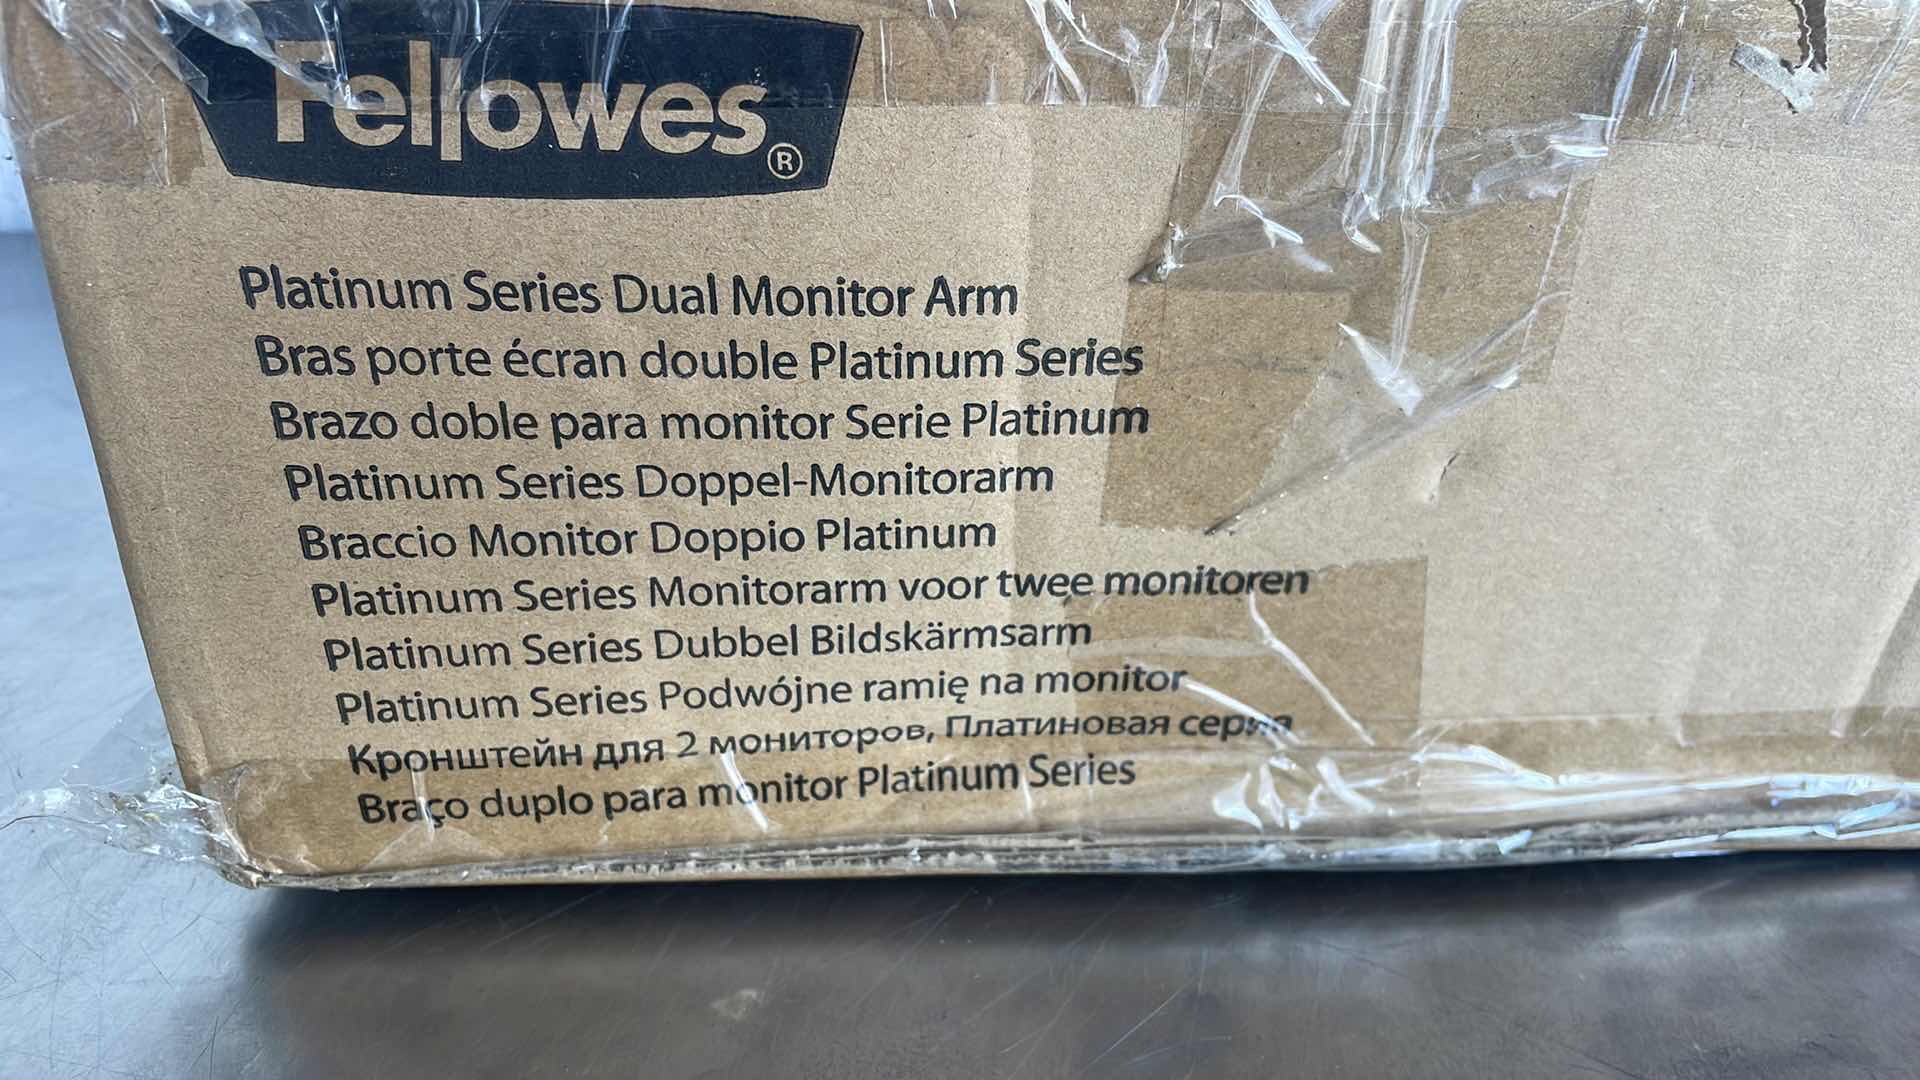 Fellowes®
Platinum Series Dual Monitor Arm
Bras porte écran double Platinum Series
Brazo doble para monitor Serie Platinum
Platinum Series Doppel-Monitorarm
Braccio Monitor Doppio Platinum
Platinum Series Monitorarm voor twee monitoren
Platinum Series Dubbel Bildskärmsarm
Platinum Series Podwójne ramię na monitor
Кронштейн для 2 мониторов, Платиновая серия
Braço duplo para monitor Platinum Series